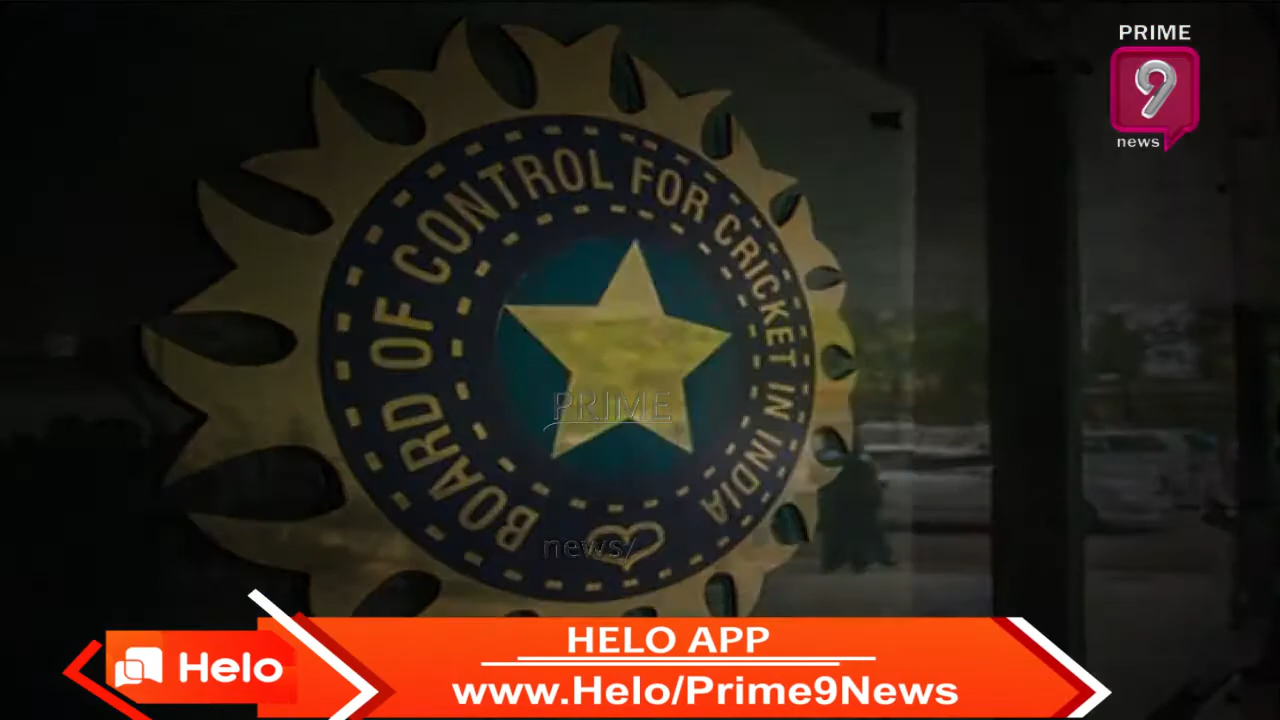 PRIME
9
news
BOARD OF CONTROL FOR CRICKET IN INDIA
PRIME
news/
HELO APP
Helo
www.Helo/Prime9News